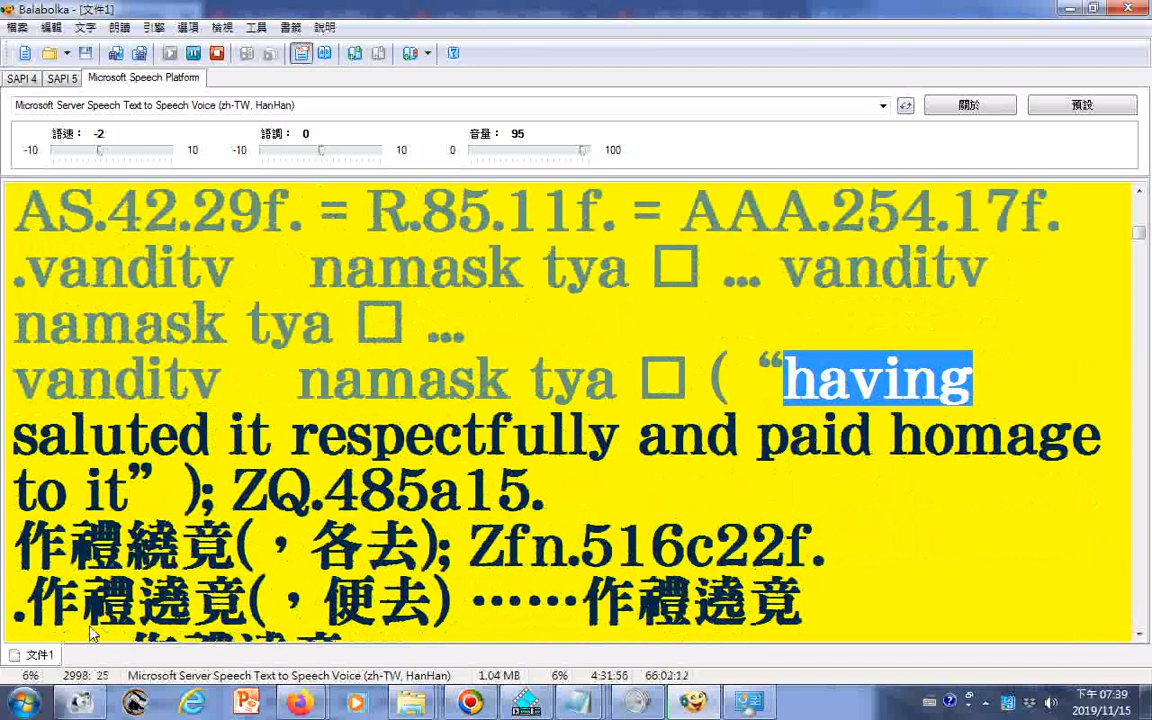 Balabolka - [文件1]
檔案 編輯 文字 朗讀 引擎 選項 檢視 工具 書籤 說明
SAPI 4 SAPI 5 Microsoft Speech Platform
Microsoft Server Speech Text to Speech Voice (zh-TW, HanHan) 關於 預設
語速： -2 語調： 0 音量： 95
-10 10 -10 10 0 100
AS.42.29f. = R.85.11f. = AAA.254.17f.
.vanditv namask tya □ ... vanditv
namask tya □ ...
vanditv namask tya □ ( “having
saluted it respectfully and paid homage
to it” ); ZQ.485a15.
作禮繞竟(，各去); Zfn.516c22f.
.作禮遶竟(，便去) ……作禮遶竟
文件1
6% 2998: 25 Microsoft Server Speech Text to Speech Voice (zh-TW, HanHan) 1.04 MB 6% 4:31:56 66:02:12
下午 07:39
2019/11/15